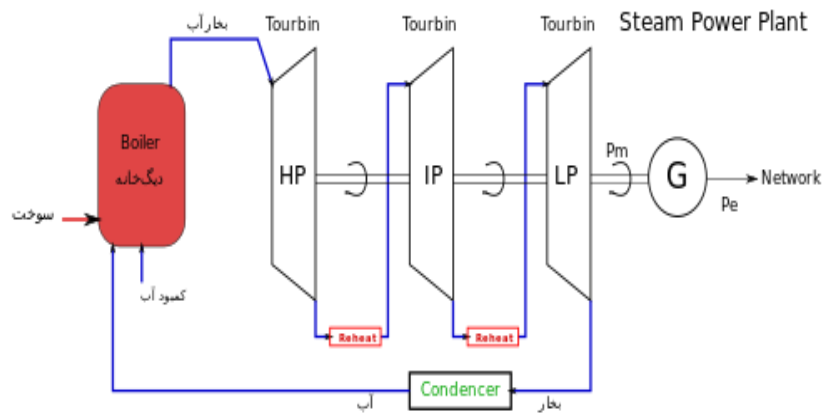 Steam Power Plant
بخار آب
Tourbin
Tourbin
Tourbin
Boiler
دیگ‌خانه
HP
IP
LP
Pm
G
Network
Pe
سوخت
کمبود آب
Reheat
Reheat
Condencer
آب
بخار